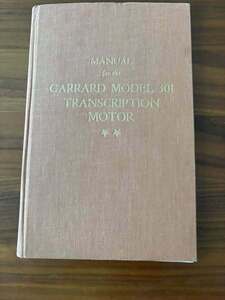 MANUAL
for the
GARRARD MODEL 301
TRANSCRIPTION
MOTOR